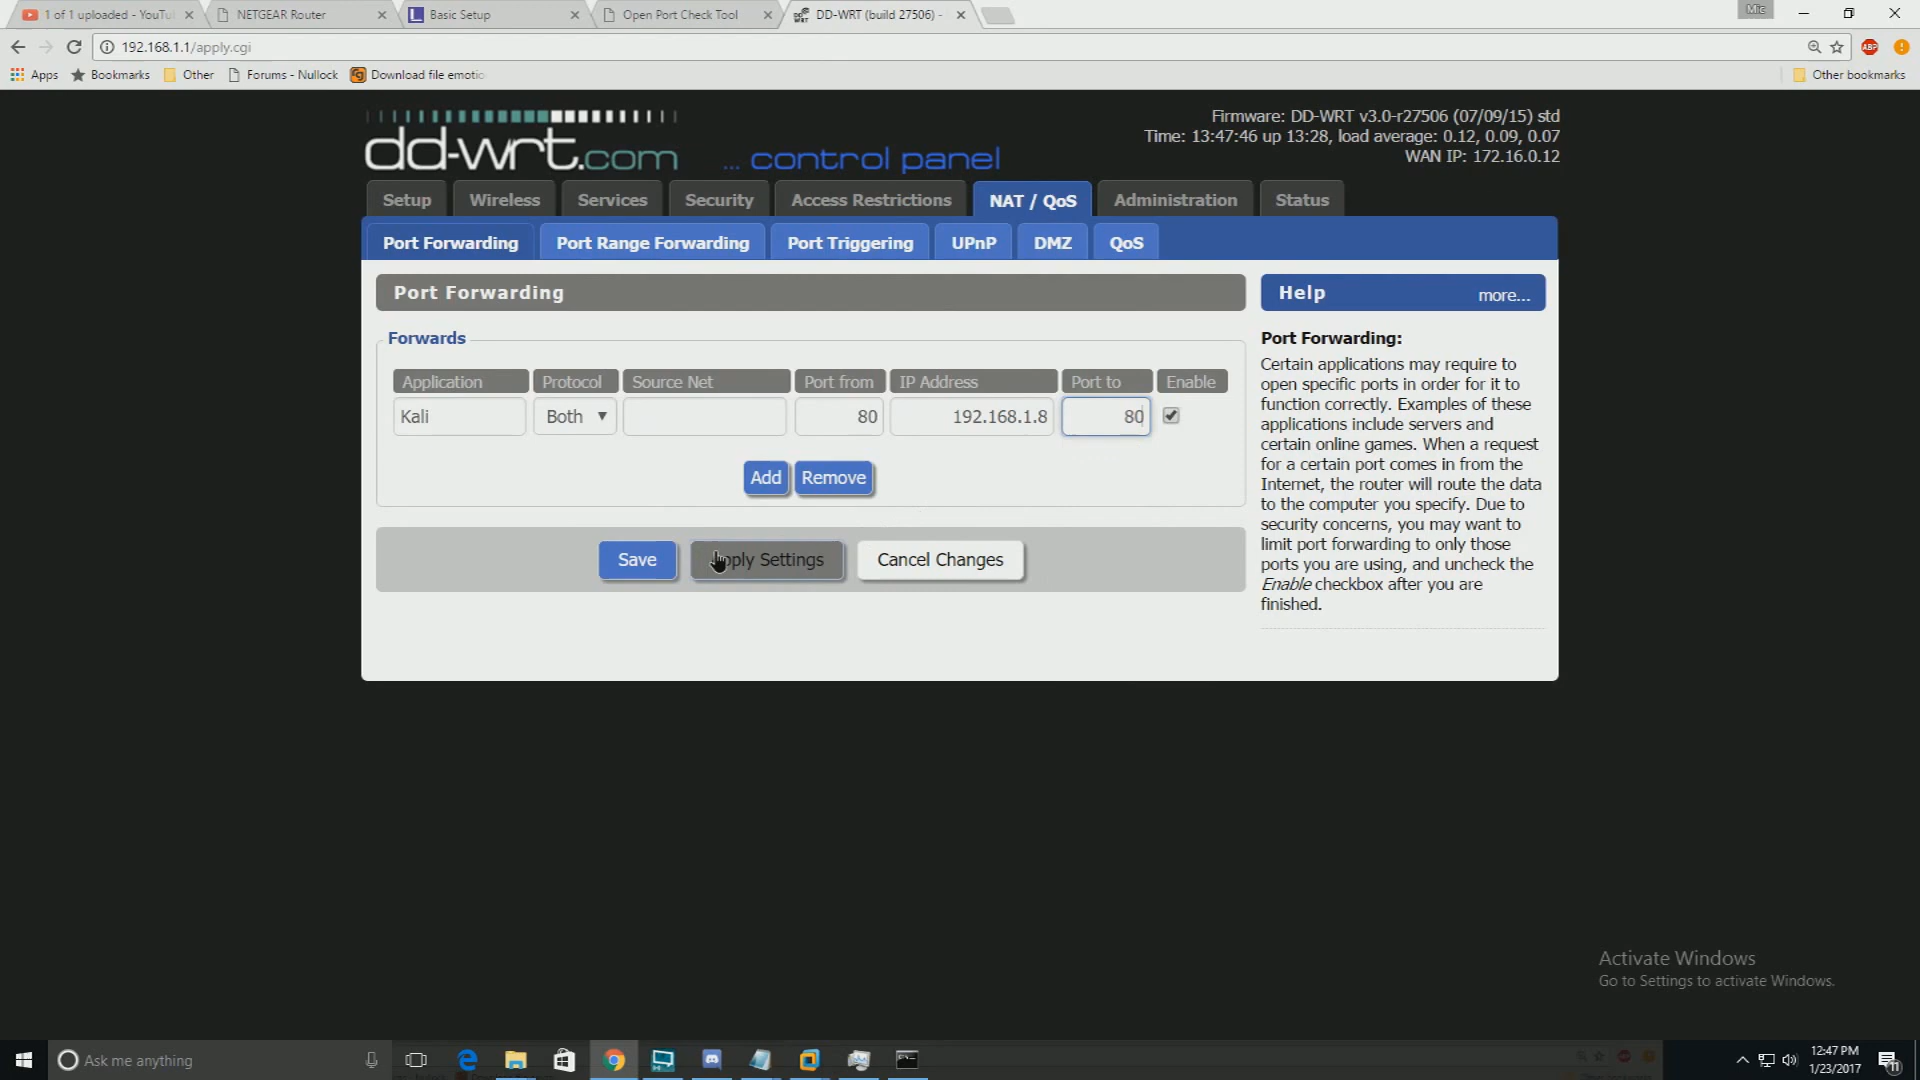 1 of 1 uploaded - YouTu
NETGEAR Router
Basic Setup
Open Port Check Tool
DD-WRT (build 27506) -
Mic
192.168.1.1/apply.cgi
ABP
Apps
Bookmarks
Other
Forums - Nullock
Download file emotio
Other bookmarks
dd-wrt.com
... control panel
Firmware: DD-WRT v3.0-r27506 (07/09/15) std
Time: 13:47:46 up 13:28, load average: 0.12, 0.09, 0.07
WAN IP: 172.16.0.12
Setup
Wireless
Services
Security
Access Restrictions
NAT / QoS
Administration
Status
Port Forwarding
Port Range Forwarding
Port Triggering
UPnP
DMZ
QoS
Port Forwarding
Forwards
Application
Protocol
Source Net
Port from
IP Address
Port to
Enable
Kali
Both
80
192.168.1.8
80
Add
Remove
Save
pply Settings
Cancel Changes
Help
more...
Port Forwarding:
Certain applications may require to
open specific ports in order for it to
function correctly. Examples of these
applications include servers and
certain online games. When a request
for a certain port comes in from the
Internet, the router will route the data
to the computer you specify. Due to
security concerns, you may want to
limit port forwarding to only those
ports you are using, and uncheck the
Enable checkbox after you are
finished.
Activate Windows
Go to Settings to activate Windows.
Ask me anything
12:47 PM
1/23/2017
11